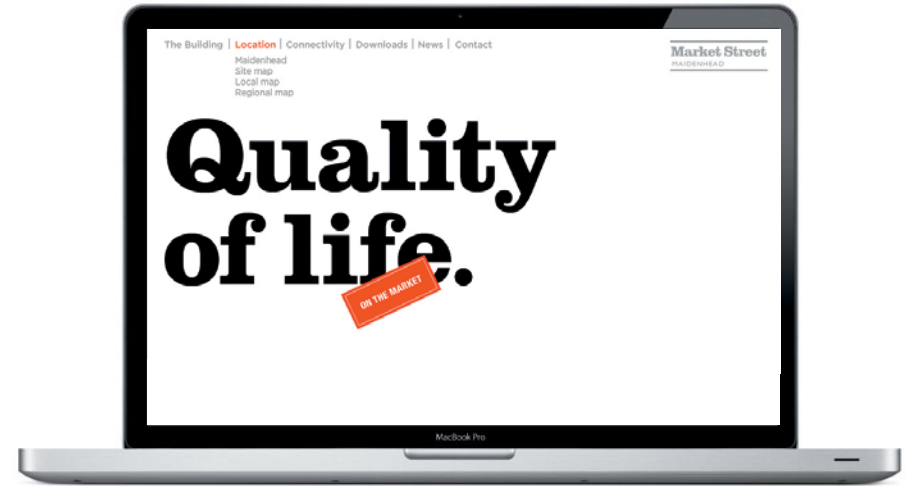 The Building | Location | Connectivity | Downloads | News | Contact
Maidenhead
Site map
Local map
Regional map
Market Street
MAIDENHEAD
Quality
of life.
ON THE MARKET
MacBook Pro